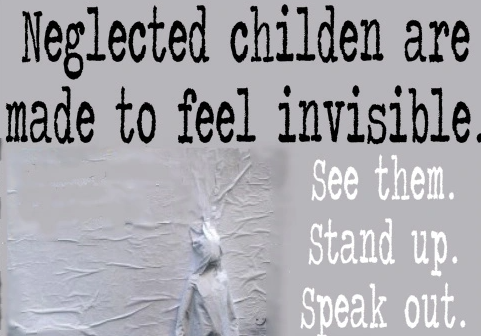 Neglected childen are
made to feel invisible.
See them.
Stand up.
Speak out.